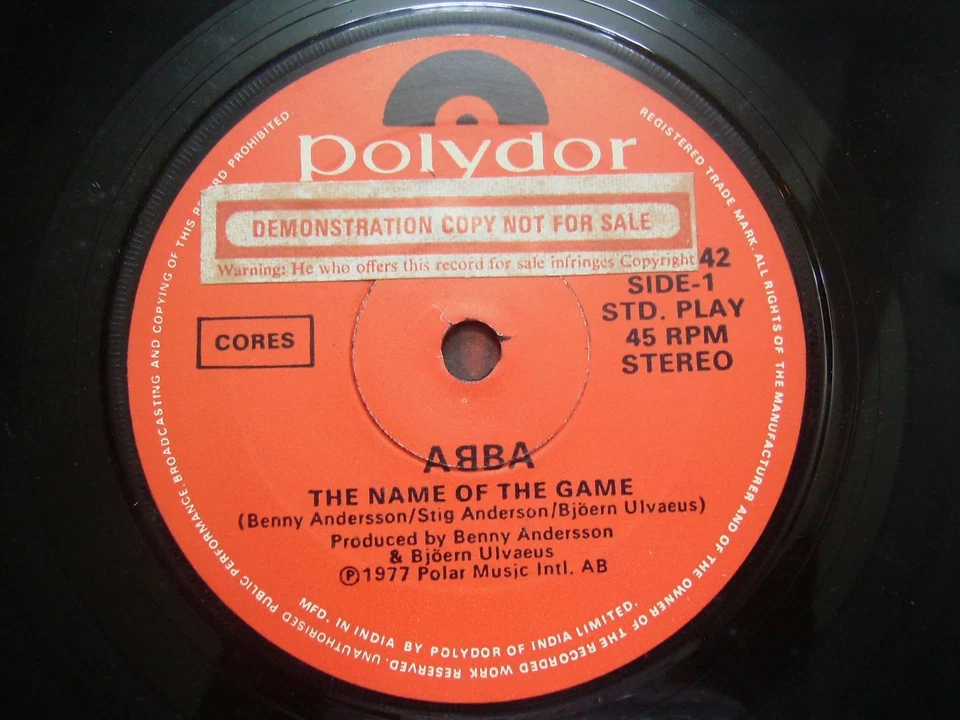 polydor
DEMONSTRATION COPY NOT FOR SALE
Warning: He who offers this record for sale infringes Copyright
42
SIDE-1
STD. PLAY
45 RPM
STEREO
CORES
AᗺBA
THE NAME OF THE GAME
(Benny Andersson/Stig Anderson/Bjöern Ulvaeus)
Produced by Benny Andersson
& Bjöern Ulvaeus
Ⓟ1977 Polar Music Intl. AB
MFD. IN INDIA BY POLYDOR OF INDIA LIMITED.
REGISTERED TRADE MARK. ALL RIGHTS OF THE MANUFACTURER AND OF THE OWNER OF THE RECORDED WORK RESERVED. UNAUTHORISED PUBLIC PERFORMANCE. BROADCASTING AND COPYING OF THIS RECORD PROHIBITED.